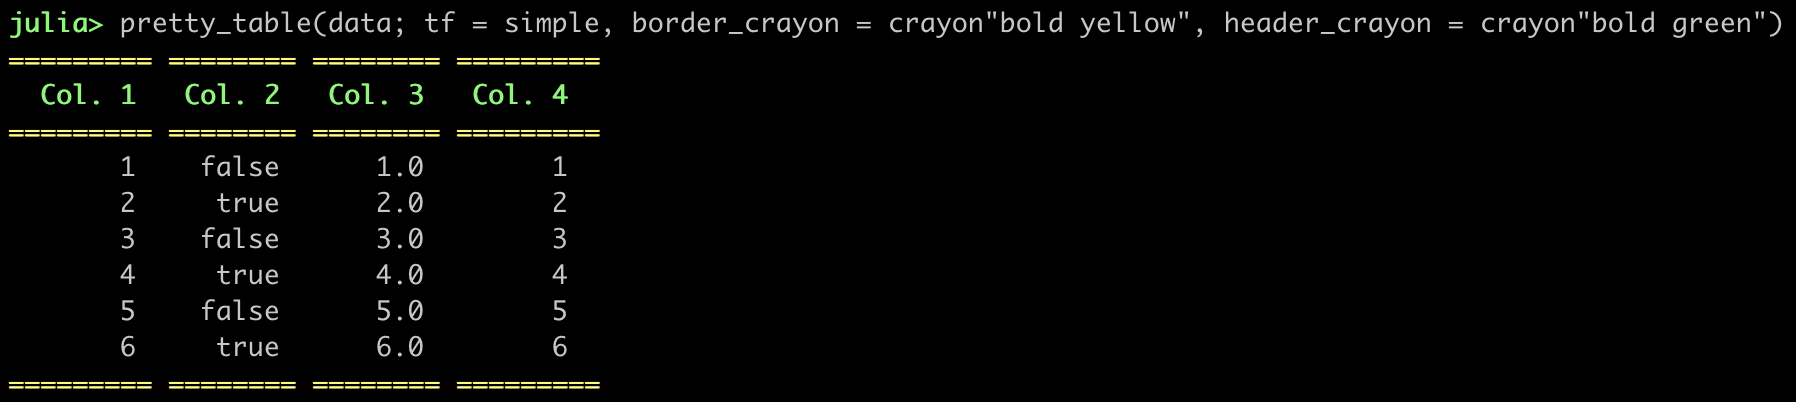 julia> pretty_table(data; tf = simple, border_crayon = crayon"bold yellow", header_crayon = crayon"bold green")
========= ======== ======== =========
  Col. 1   Col. 2   Col. 3   Col. 4
========= ======== ======== =========
       1    false      1.0        1
       2     true      2.0        2
       3    false      3.0        3
       4     true      4.0        4
       5    false      5.0        5
       6     true      6.0        6
========= ======== ======== =========